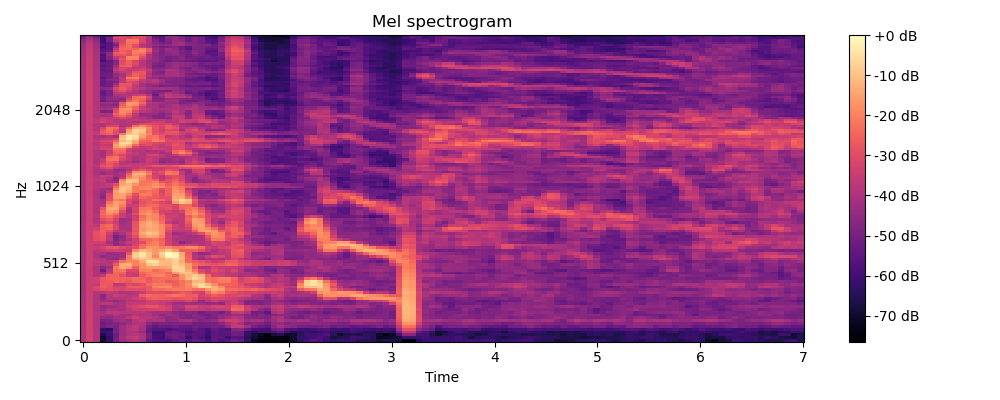 Mel spectrogram
Hz
2048
1024
512
0
0 1 2 3 4 5 6 7
Time
+0 dB
-10 dB
-20 dB
-30 dB
-40 dB
-50 dB
-60 dB
-70 dB